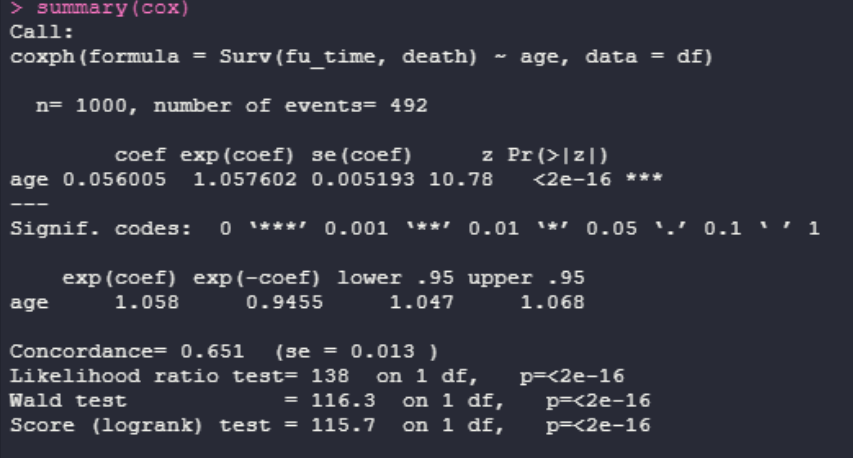 > summary(cox)
Call:
coxph(formula = Surv(fu_time, death) ~ age, data = df)
n= 1000, number of events= 492
coef exp(coef) se(coef) z Pr(>|z|)
age 0.056005 1.057602 0.005193 10.78 <2e-16 ***
---
Signif. codes: 0 ‘***’ 0.001 ‘**’ 0.01 ‘*’ 0.05 ‘.’ 0.1 ‘ ’ 1
exp(coef) exp(-coef) lower .95 upper .95
age 1.058 0.9455 1.047 1.068
Concordance= 0.651 (se = 0.013 )
Likelihood ratio test= 138 on 1 df, p=<2e-16
Wald test = 116.3 on 1 df, p=<2e-16
Score (logrank) test = 115.7 on 1 df, p=<2e-16